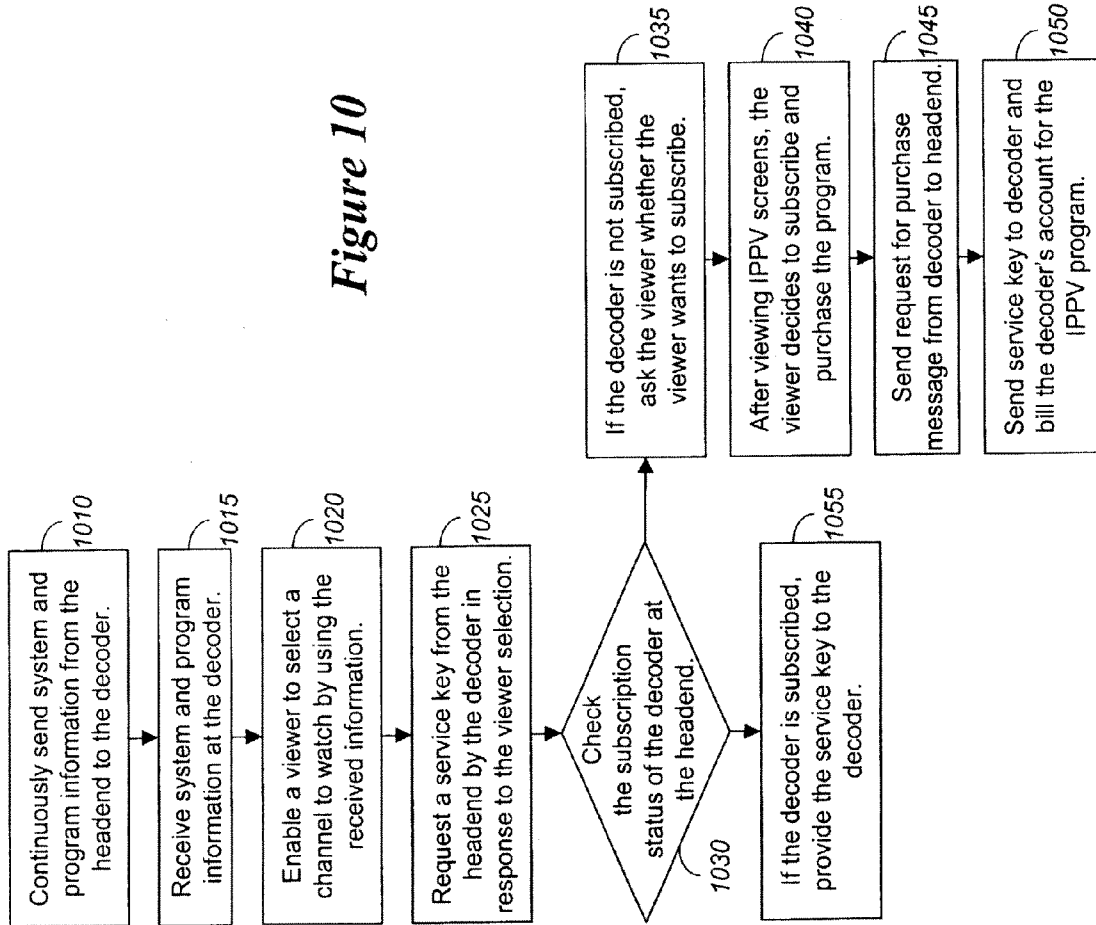 Figure 10
1010
Continuously send system and
program information from the
headend to the decoder.
1015
Receive system and program
information at the decoder.
1020
Enable a viewer to select a
channel to watch by using the
received information.
1025
Request a service key from the
headend by the decoder in
response to the viewer selection.
Check
the subscription
status of the decoder at
the headend.
1030
1035
If the decoder is not subscribed,
ask the viewer whether the
viewer wants to subscribe.
1040
After viewing IPPV screens, the
viewer decides to subscribe and
purchase the program.
1045
Send request for purchase
message from decoder to headend.
1050
Send service key to decoder and
bill the decoder's account for the
IPPV program.
1055
If the decoder is subscribed,
provide the service key to the
decoder.